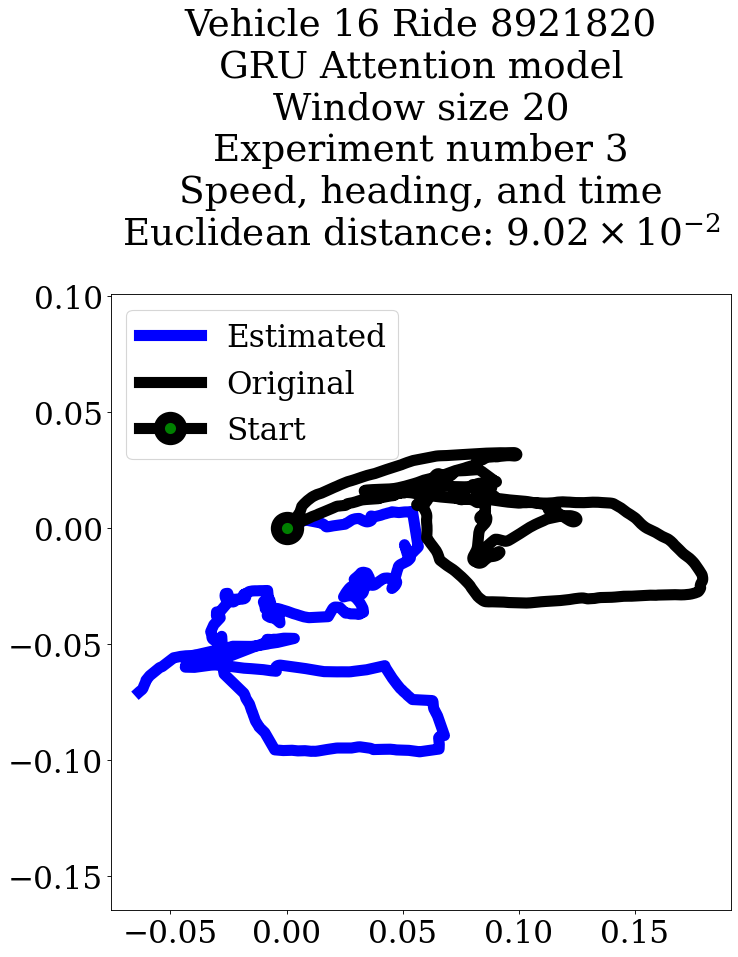 Vehicle 16 Ride 8921820
GRU Attention model
Window size 20
Experiment number 3
Speed, heading, and time
Euclidean distance: 9.02 × 10⁻²
0.10
0.05
0.00
−0.05
−0.10
−0.15
Estimated
Original
Start
−0.05 0.00 0.05 0.10 0.15